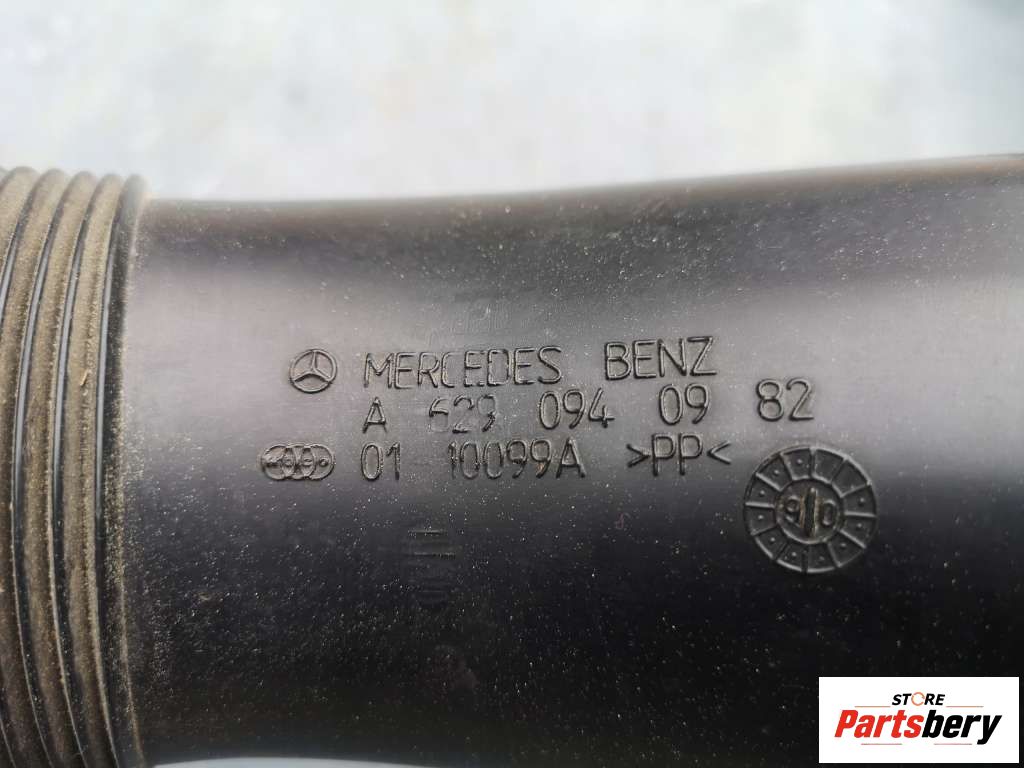 MERCEDES BENZ
A 629 094 09 82
01 10099A >PP<
STORE
Partsbery